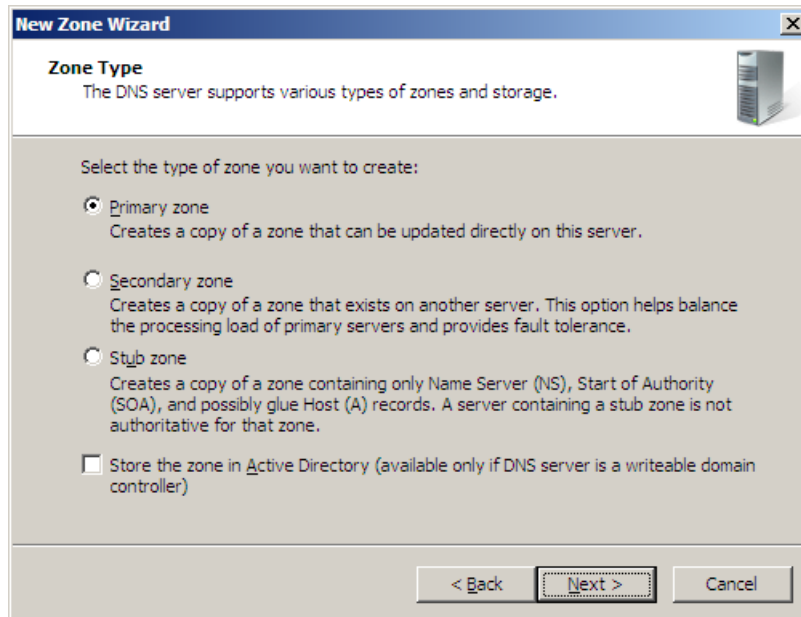 New Zone Wizard
Zone Type
The DNS server supports various types of zones and storage.
Select the type of zone you want to create:
Primary zone
Creates a copy of a zone that can be updated directly on this server.
Secondary zone
Creates a copy of a zone that exists on another server. This option helps balance
the processing load of primary servers and provides fault tolerance.
Stub zone
Creates a copy of a zone containing only Name Server (NS), Start of Authority
(SOA), and possibly glue Host (A) records. A server containing a stub zone is not
authoritative for that zone.
Store the zone in Active Directory (available only if DNS server is a writeable domain
controller)
< Back Next > Cancel